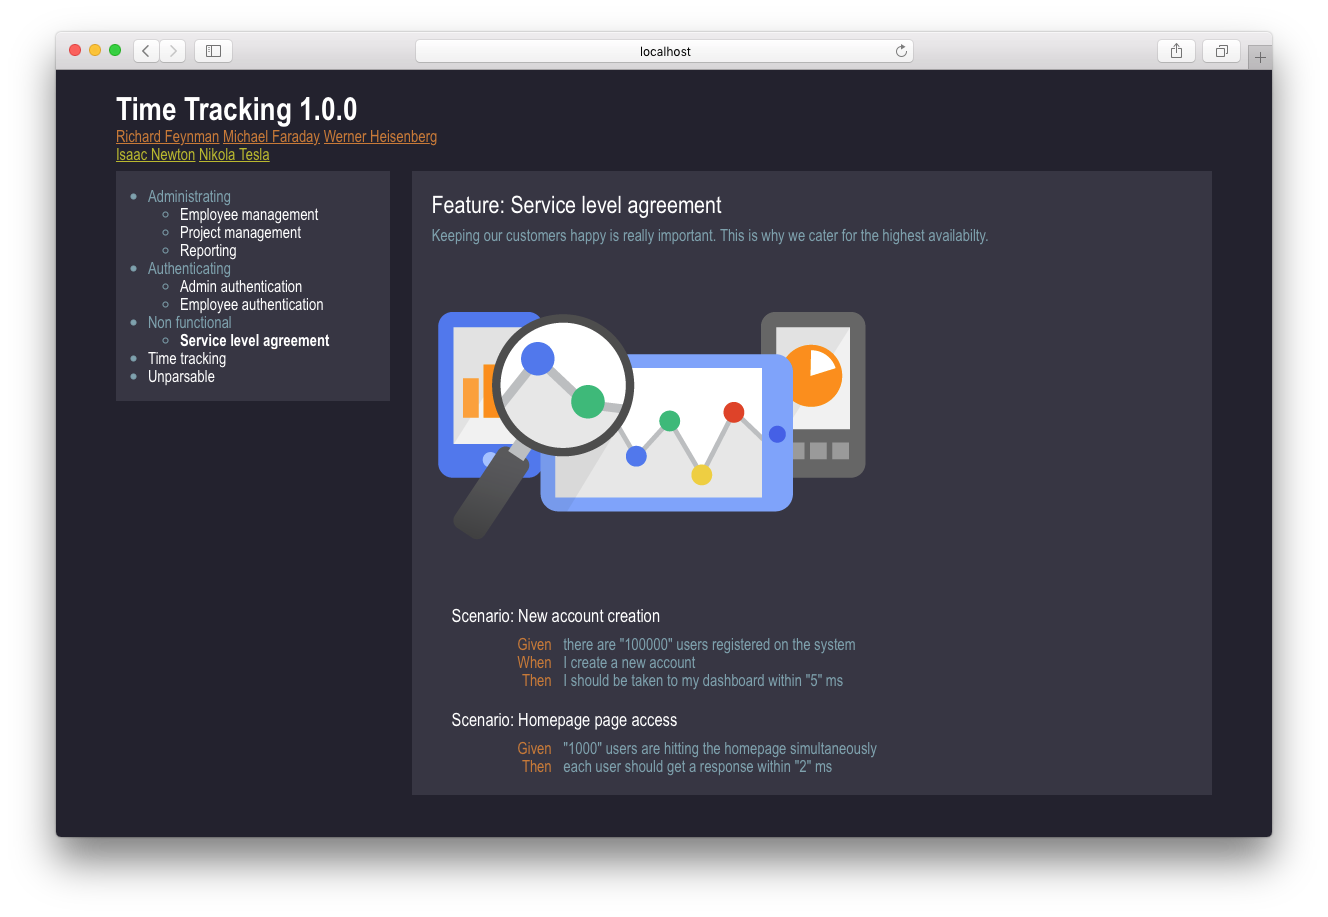 localhost
Time Tracking 1.0.0
Richard Feynman Michael Faraday Werner Heisenberg
Isaac Newton Nikola Tesla
Administrating
Employee management
Project management
Reporting
Authenticating
Admin authentication
Employee authentication
Non functional
Service level agreement
Time tracking
Unparsable
Feature: Service level agreement
Keeping our customers happy is really important. This is why we cater for the highest availabilty.
Scenario: New account creation
Given there are "100000" users registered on the system
When I create a new account
Then I should be taken to my dashboard within "5" ms
Scenario: Homepage page access
Given "1000" users are hitting the homepage simultaneously
Then each user should get a response within "2" ms